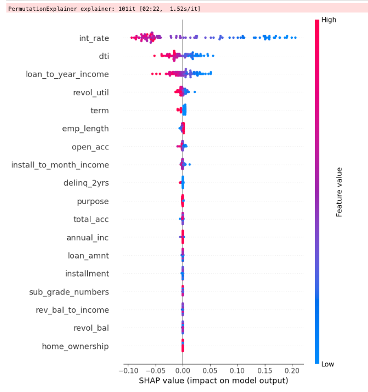 PermutationExplainer explainer: 101it [02:22, 1.52s/it]
High
int_rate
dti
loan_to_year_income
revol_util
term
emp_length
open_acc
install_to_month_income
delinq_2yrs
purpose
total_acc
annual_inc
loan_amnt
installment
sub_grade_numbers
rev_bal_to_income
revol_bal
home_ownership
Feature value
Low
−0.10 −0.05 0.00 0.05 0.10 0.15 0.20
SHAP value (impact on model output)